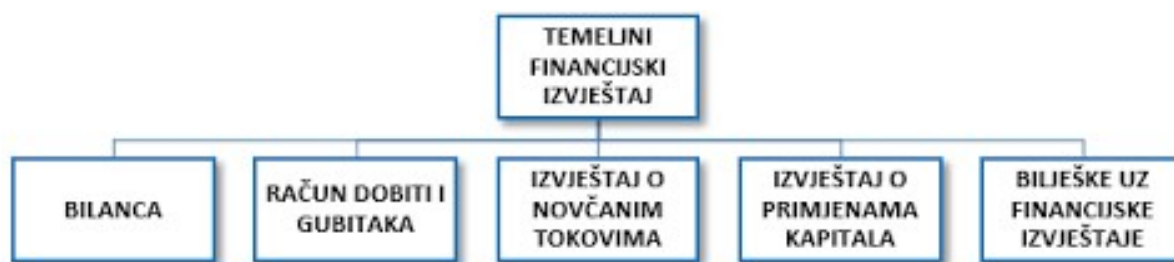 TEMELJNI
FINANCIJSKI
IZVJEŠTAJ
BILANCA
RAČUN DOBITI I
GUBITAKA
IZVJEŠTAJ O
NOVČANIM
TOKOVIMA
IZVJEŠTAJ O
PRIMJENAMA
KAPITALA
BILJEŠKE UZ
FINANCIJSKE
IZVJEŠTAJE